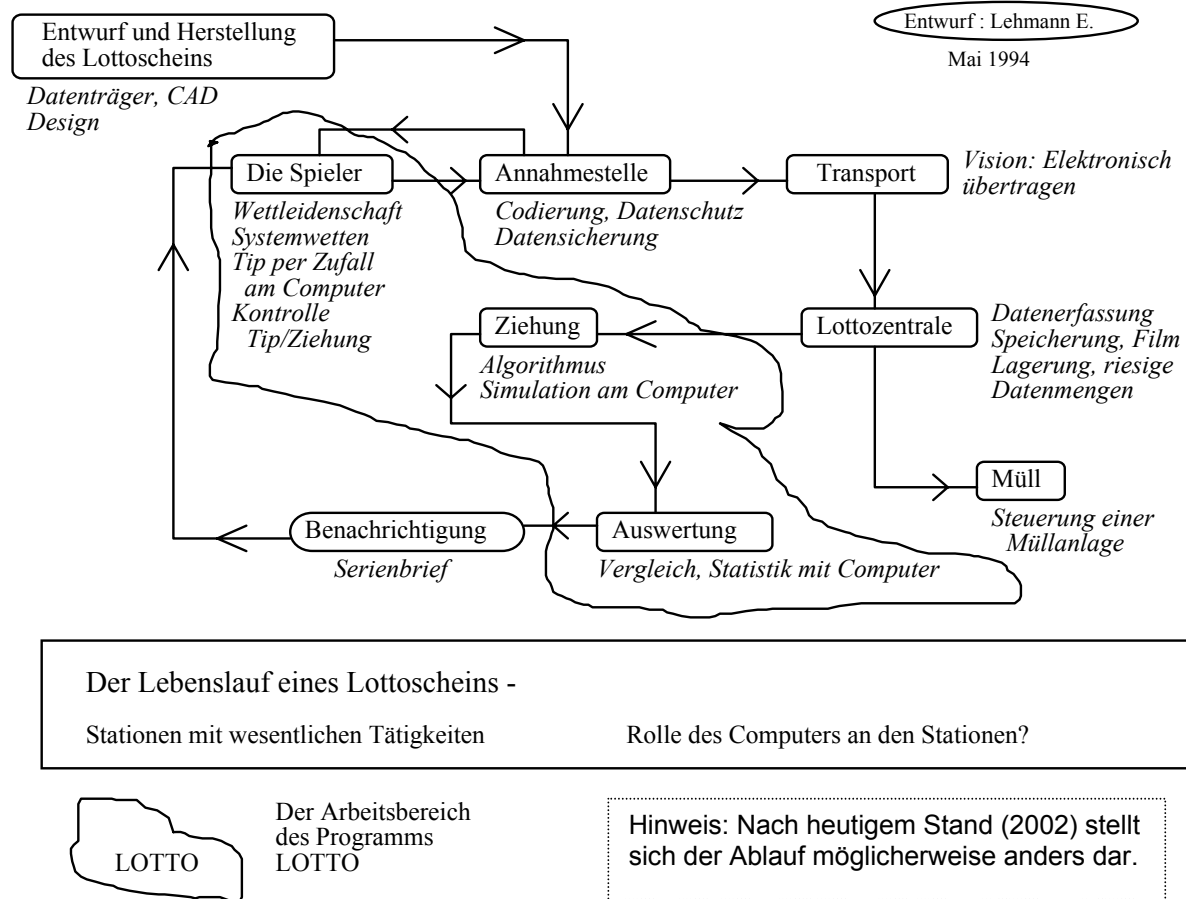 Entwurf und Herstellung
des Lottoscheins
Datenträger, CAD
Design
Entwurf : Lehmann E.
Mai 1994
Die Spieler
Wettleidenschaft
Systemwetten
Tip per Zufall
am Computer
Kontrolle
Tip/Ziehung
Annahmestelle
Codierung, Datenschutz
Datensicherung
Transport
Vision: Elektronisch
übertragen
Ziehung
Algorithmus
Simulation am Computer
Lottozentrale
Datenerfassung
Speicherung, Film
Lagerung, riesige
Datenmengen
Müll
Steuerung einer
Müllanlage
Benachrichtigung
Serienbrief
Auswertung
Vergleich, Statistik mit Computer
Der Lebenslauf eines Lottoscheins -
Stationen mit wesentlichen Tätigkeiten
Rolle des Computers an den Stationen?
LOTTO
Der Arbeitsbereich
des Programms
LOTTO
Hinweis: Nach heutigem Stand (2002) stellt
sich der Ablauf möglicherweise anders dar.